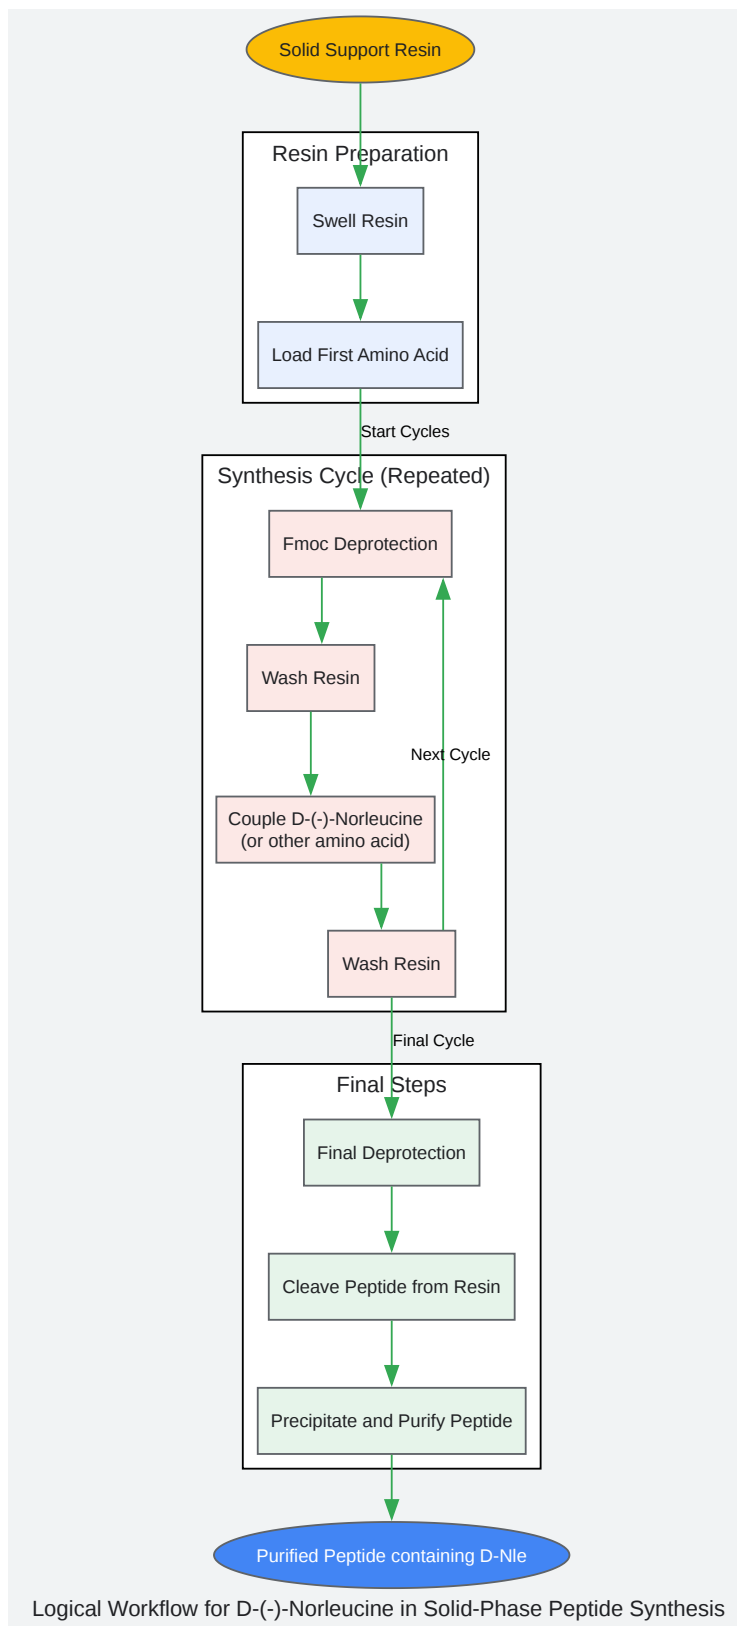 Solid Support Resin
Resin Preparation
Swell Resin
Load First Amino Acid
Start Cycles
Synthesis Cycle (Repeated)
Fmoc Deprotection
Wash Resin
Next Cycle
Couple D-(-)-Norleucine
(or other amino acid)
Wash Resin
Final Cycle
Final Steps
Final Deprotection
Cleave Peptide from Resin
Precipitate and Purify Peptide
Purified Peptide containing D-Nle
Logical Workflow for D-(-)-Norleucine in Solid-Phase Peptide Synthesis